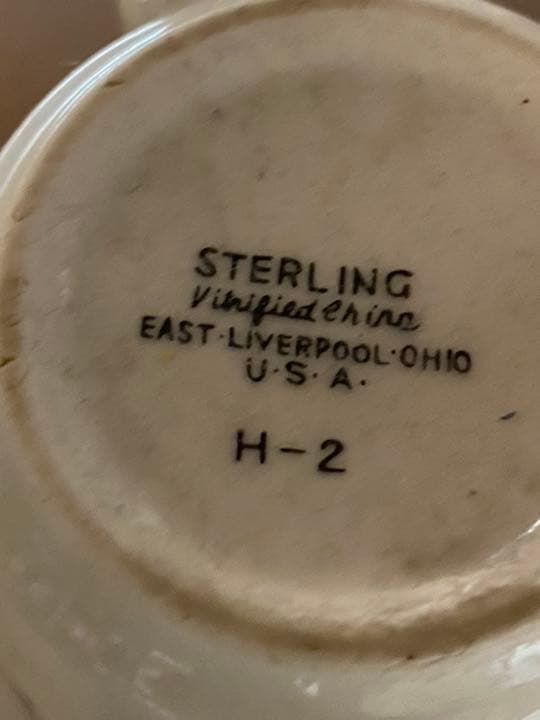 STERLING
Vitrified China
EAST·LIVERPOOL·OHIO
U·S·A·
H-2